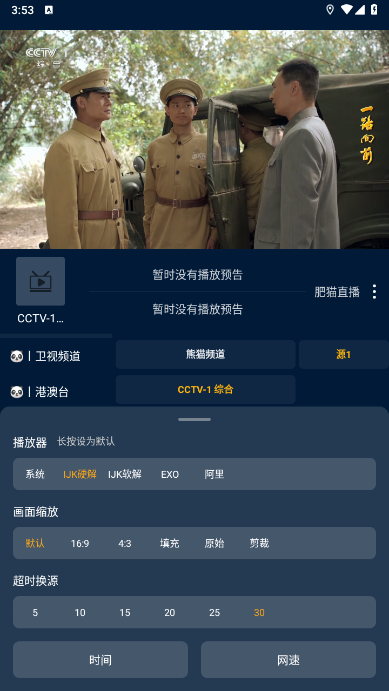 3:53
CCTV 1
综合
一路向前
暂时没有播放预告
肥猫直播
CCTV-1...
暂时没有播放预告
丨卫视频道
熊猫频道
源1
丨港澳台
CCTV-1 综合
播放器 长按设为默认
系统 IJK硬解 IJK软解 EXO 阿里
画面缩放
默认 16:9 4:3 填充 原始 剪裁
超时换源
5 10 15 20 25 30
时间 网速